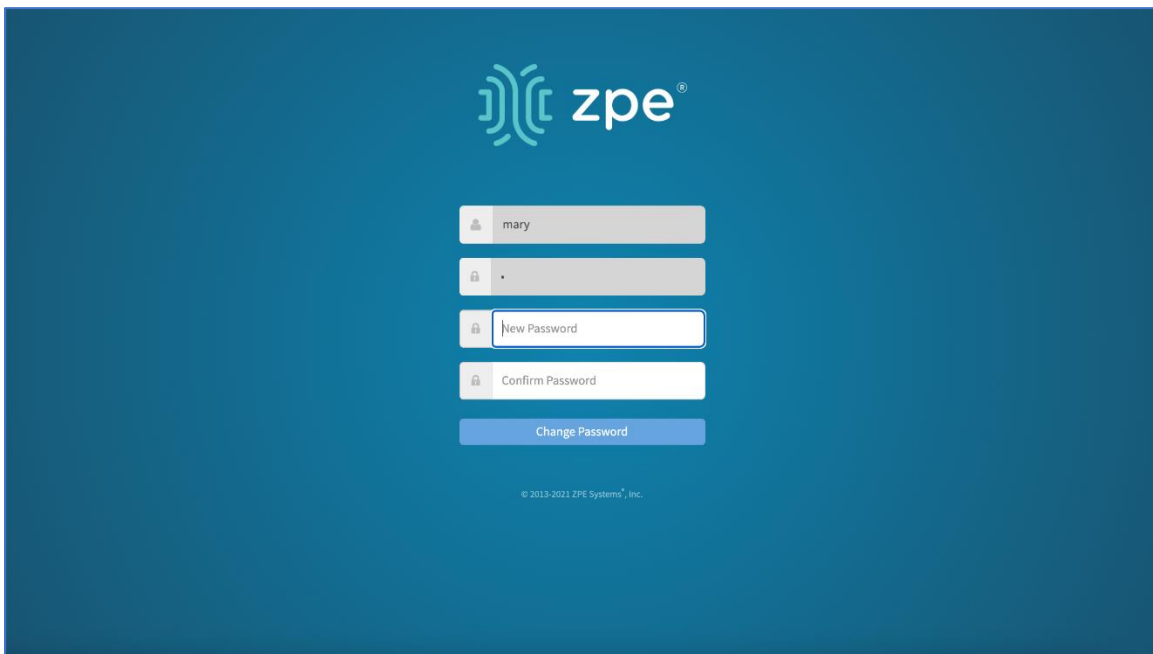 zpe®
mary
•
New Password
Confirm Password
Change Password
© 2013-2021 ZPE Systems®, Inc.